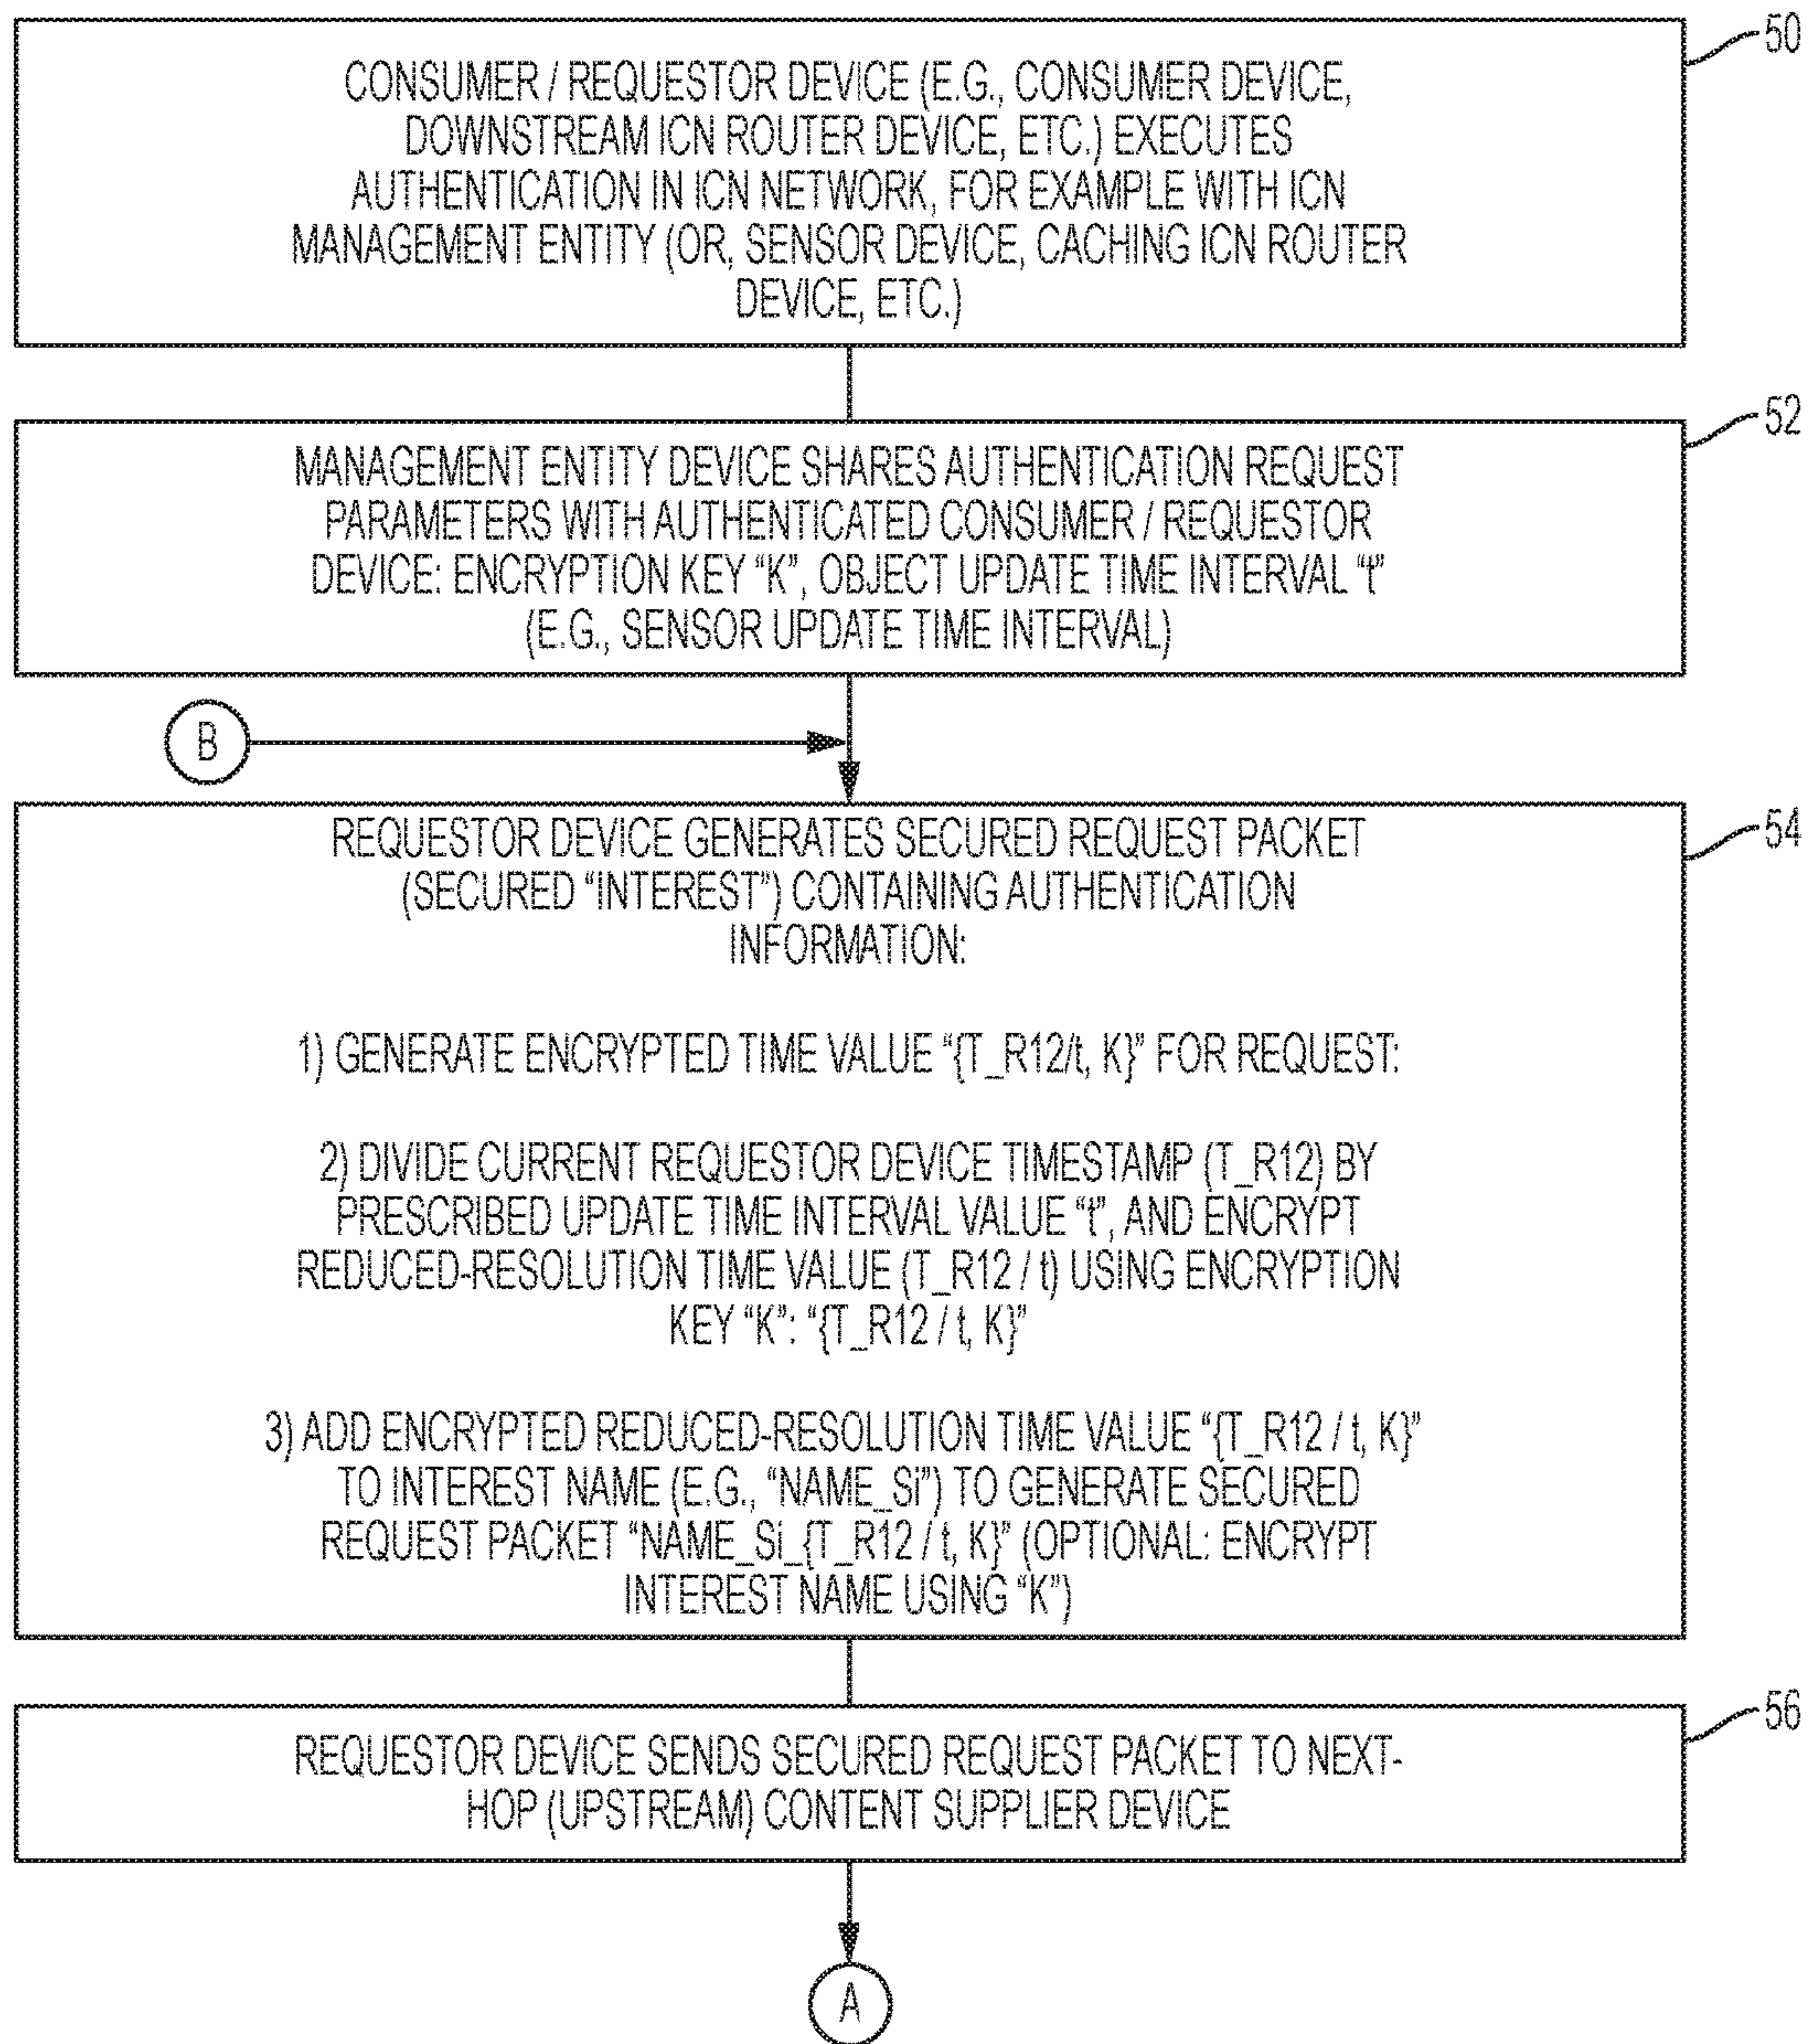 50
CONSUMER / REQUESTOR DEVICE (E.G., CONSUMER DEVICE,
DOWNSTREAM ICN ROUTER DEVICE, ETC.) EXECUTES
AUTHENTICATION IN ICN NETWORK, FOR EXAMPLE WITH ICN
MANAGEMENT ENTITY (OR, SENSOR DEVICE, CACHING ICN ROUTER
DEVICE, ETC.)
52
MANAGEMENT ENTITY DEVICE SHARES AUTHENTICATION REQUEST
PARAMETERS WITH AUTHENTICATED CONSUMER / REQUESTOR
DEVICE: ENCRYPTION KEY “K”, OBJECT UPDATE TIME INTERVAL “t”
(E.G., SENSOR UPDATE TIME INTERVAL)
B
54
REQUESTOR DEVICE GENERATES SECURED REQUEST PACKET
(SECURED “INTEREST”) CONTAINING AUTHENTICATION
INFORMATION:
1) GENERATE ENCRYPTED TIME VALUE “{T_R12/t, K}” FOR REQUEST:
2) DIVIDE CURRENT REQUESTOR DEVICE TIMESTAMP (T_R12) BY
PRESCRIBED UPDATE TIME INTERVAL VALUE “t”, AND ENCRYPT
REDUCED-RESOLUTION TIME VALUE (T_R12 / t) USING ENCRYPTION
KEY “K”: “{T_R12 / t, K}”
3) ADD ENCRYPTED REDUCED-RESOLUTION TIME VALUE “{T_R12 / t, K}”
TO INTEREST NAME (E.G., “NAME_Si”) TO GENERATE SECURED
REQUEST PACKET “NAME_Si_{T_R12 / t, K}” (OPTIONAL: ENCRYPT
INTEREST NAME USING “K”)
56
REQUESTOR DEVICE SENDS SECURED REQUEST PACKET TO NEXT-
HOP (UPSTREAM) CONTENT SUPPLIER DEVICE
A